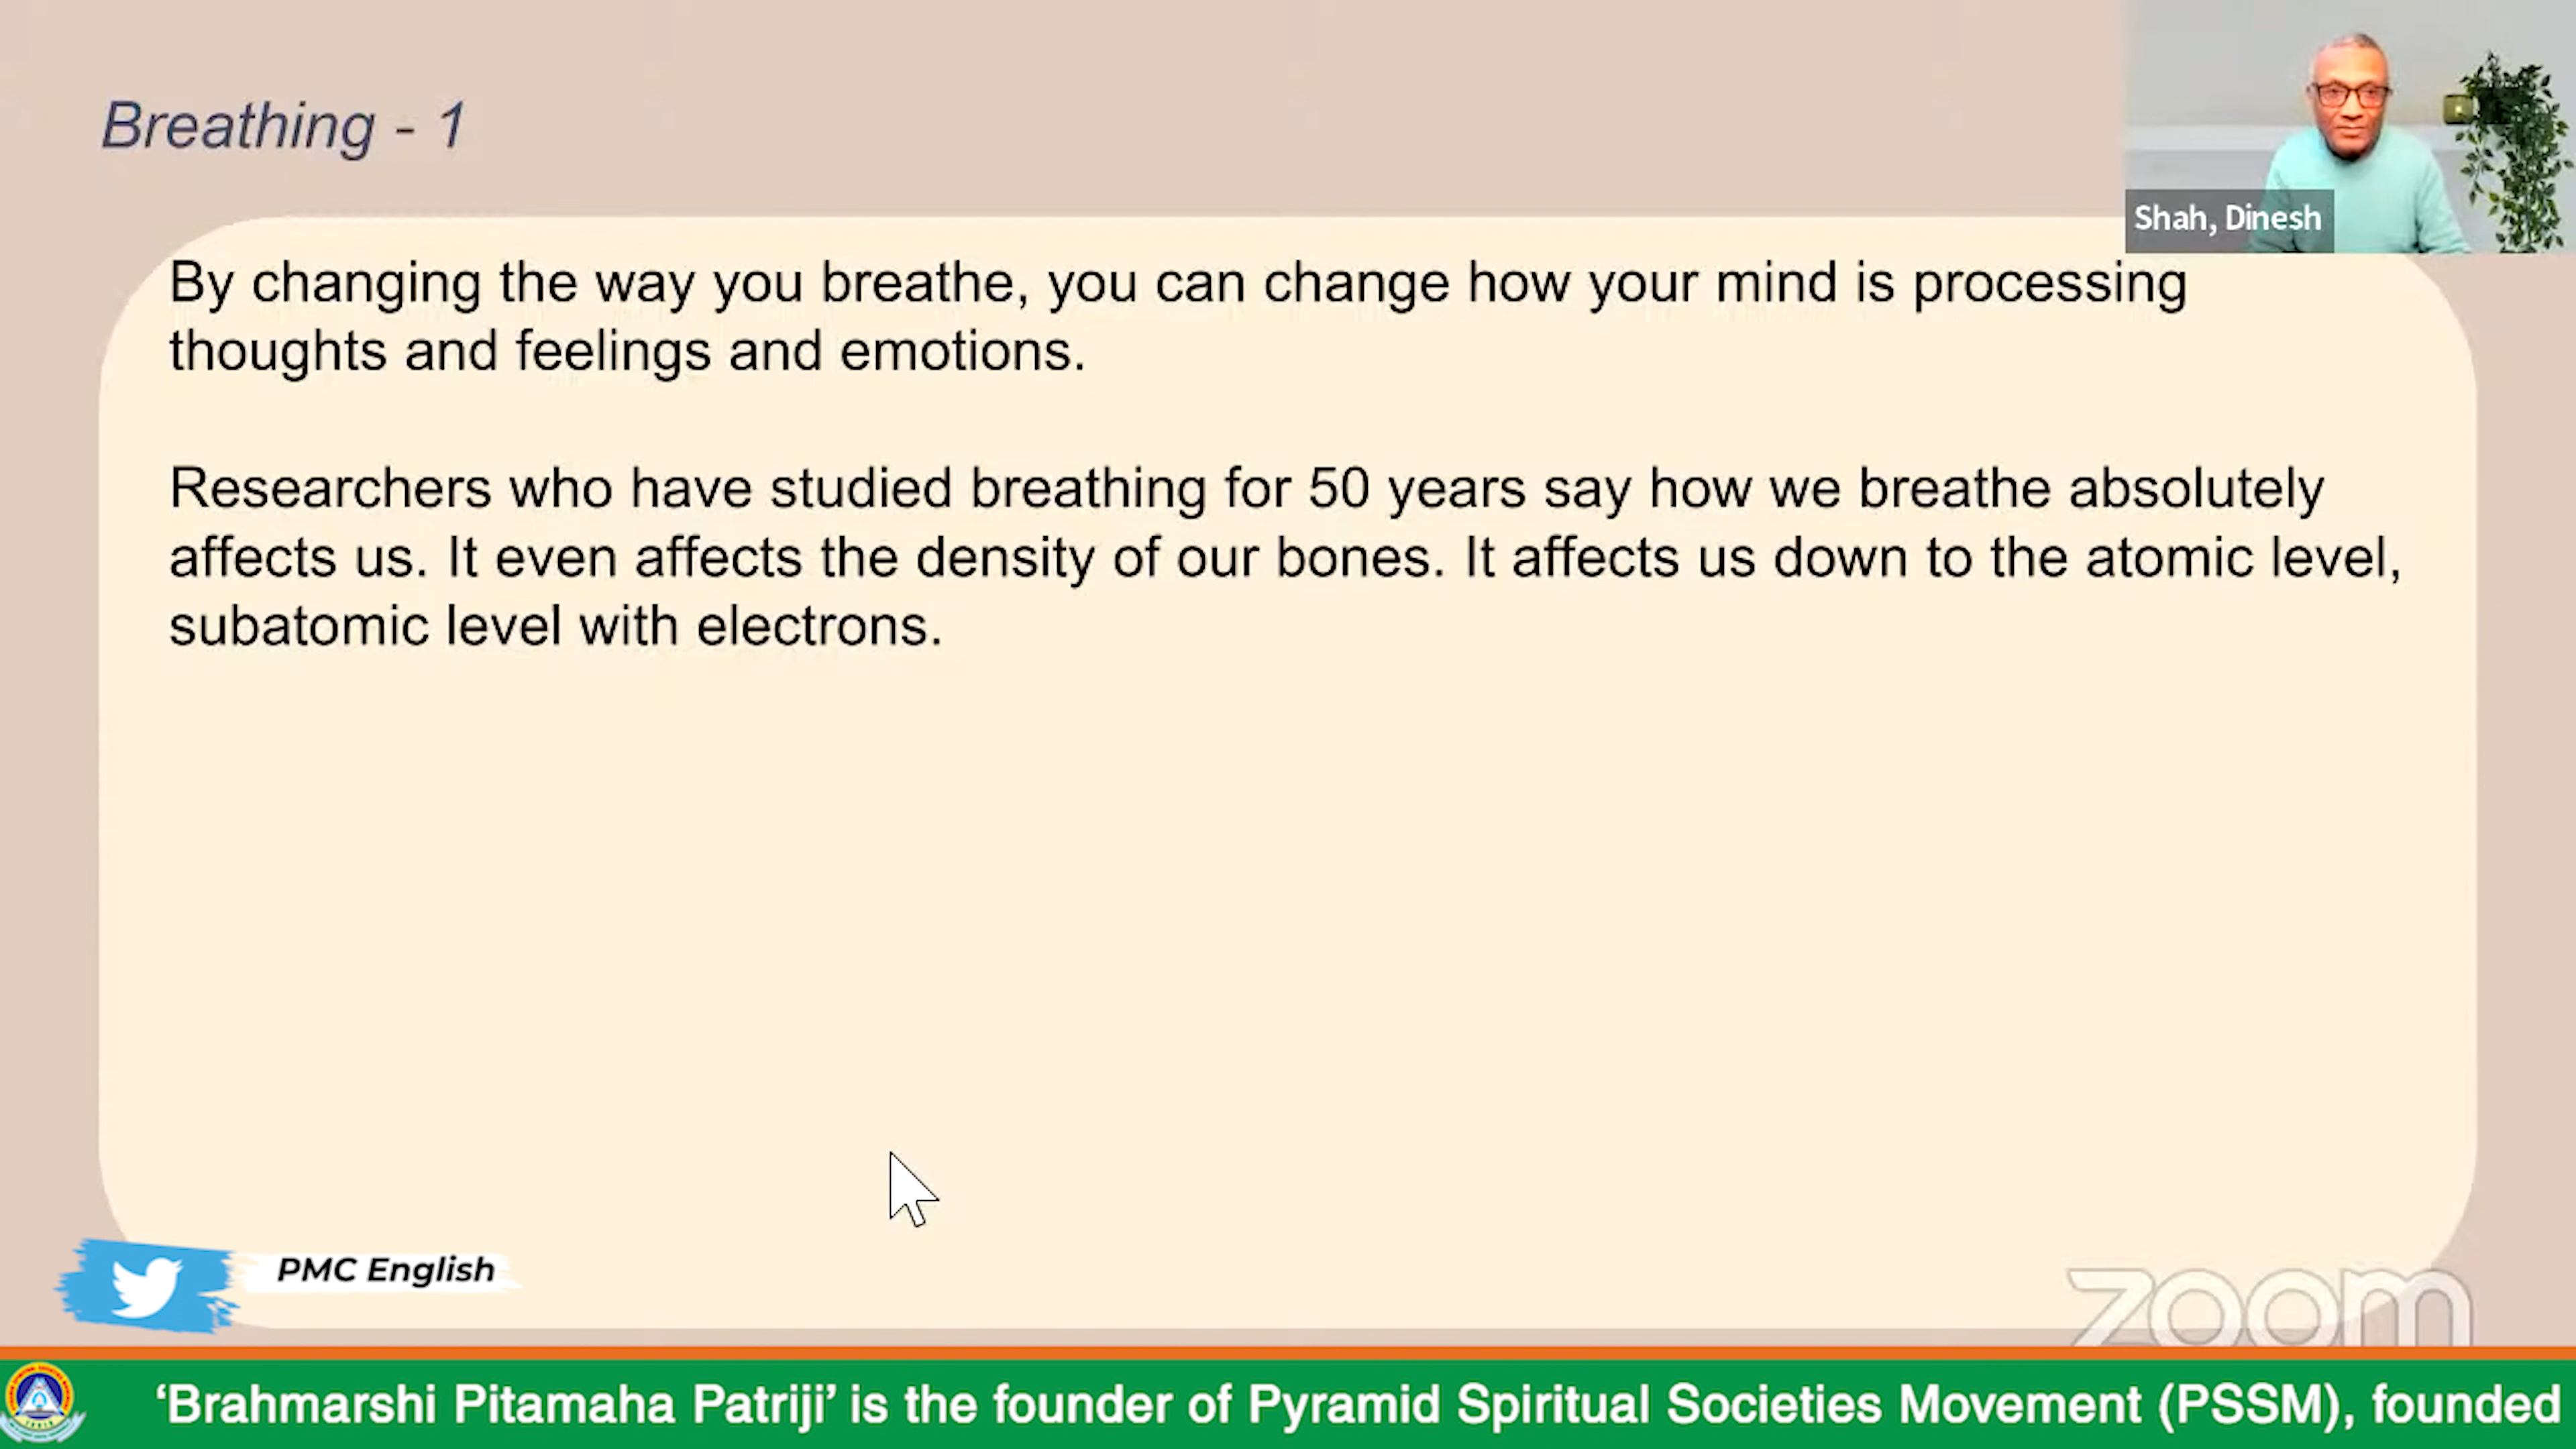 Breathing - 1
Shah, Dinesh
By changing the way you breathe, you can change how your mind is processing
thoughts and feelings and emotions.
Researchers who have studied breathing for 50 years say how we breathe absolutely
affects us. It even affects the density of our bones. It affects us down to the atomic level,
subatomic level with electrons.
PMC English
zoom
‘Brahmarshi Pitamaha Patriji’ is the founder of Pyramid Spiritual Societies Movement (PSSM), founded